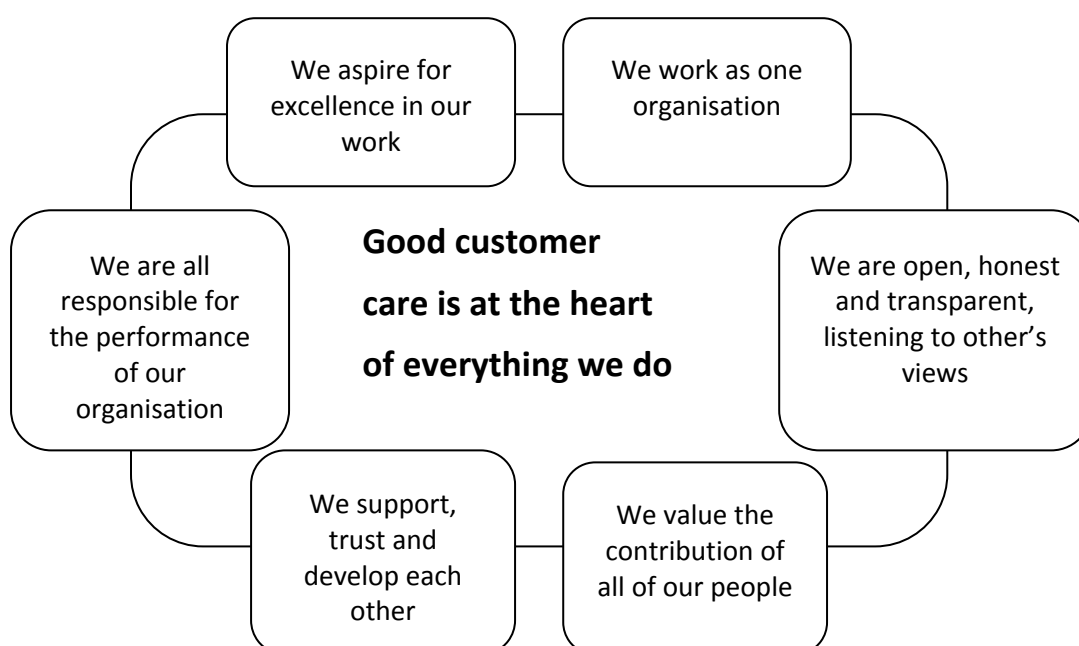 We aspire for
excellence in our
work
We work as one
organisation
Good customer
care is at the heart
of everything we do
We are all
responsible for
the performance
of our
organisation
We are open, honest
and transparent,
listening to other’s
views
We support,
trust and
develop each
other
We value the
contribution of
all of our people